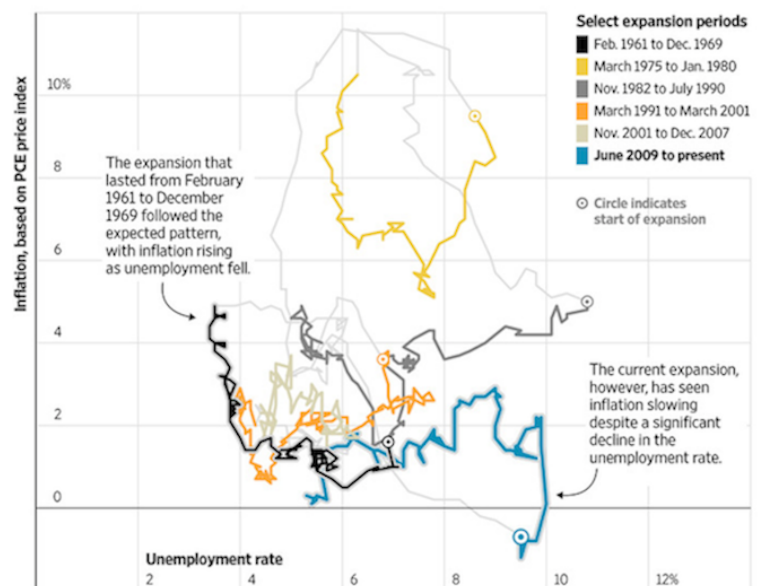 Select expansion periods
Feb. 1961 to Dec. 1969
March 1975 to Jan. 1980
Nov. 1982 to July 1990
March 1991 to March 2001
Nov. 2001 to Dec. 2007
June 2009 to present
Circle indicates
start of expansion
Inflation, based on PCE price index
10%
8
6
4
2
0
The expansion that
lasted from February
1961 to December
1969 followed the
expected pattern,
with inflation rising
as unemployment fell.
The current expansion,
however, has seen
inflation slowing
despite a significant
decline in the
unemployment rate.
Unemployment rate
2
4
6
8
10
12%